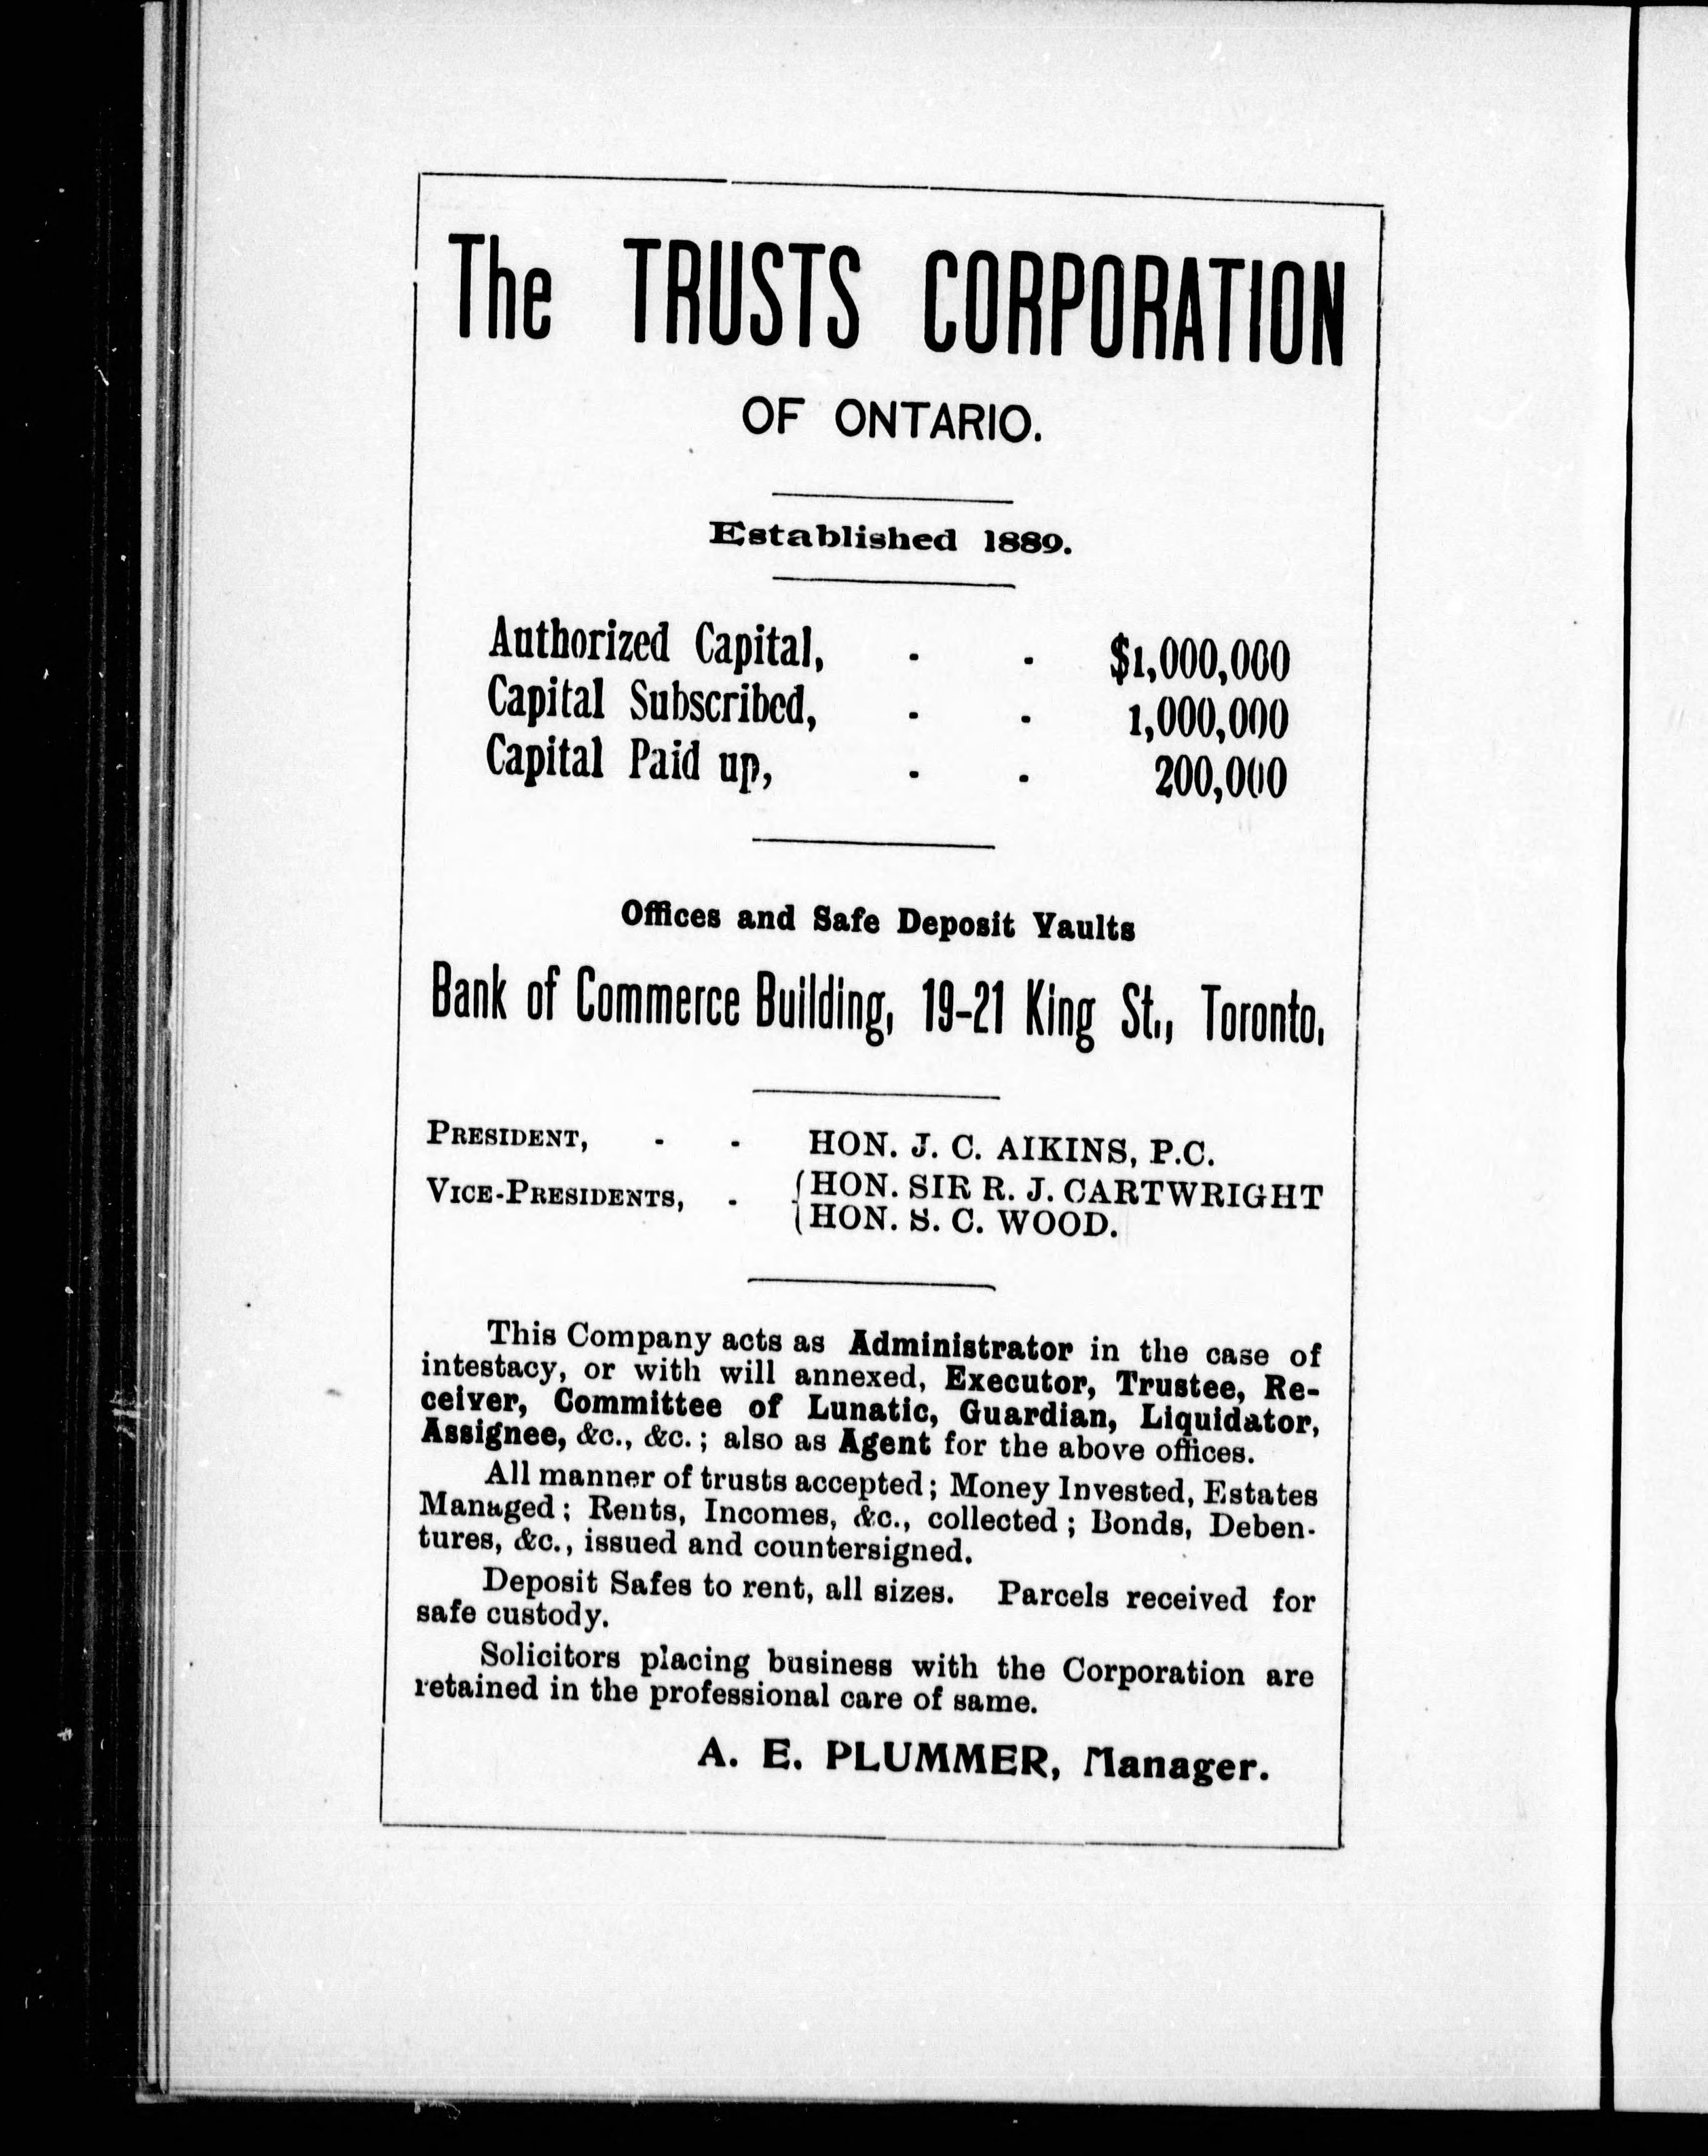 The TRUSTS CORPORATION
OF ONTARIO.
Established 1889.
Authorized Capital, - - $1,000,000
Capital Subscribed, - - 1,000,000
Capital Paid up, - - 200,000
Offices and Safe Deposit Vaults
Bank of Commerce Building, 19-21 King St., Toronto.
PRESIDENT, - - HON. J. C. AIKINS, P.C.
VICE-PRESIDENTS, - { HON. SIR R. J. CARTWRIGHT
HON. S. C. WOOD.
This Company acts as Administrator in the case of
intestacy, or with will annexed, Executor, Trustee, Re-
ceiver, Committee of Lunatic, Guardian, Liquidator,
Assignee, &c., &c.; also as Agent for the above offices.
All manner of trusts accepted; Money Invested, Estates
Managed; Rents, Incomes, &c., collected; Bonds, Deben-
tures, &c., issued and countersigned.
Deposit Safes to rent, all sizes. Parcels received for
safe custody.
Solicitors placing business with the Corporation are
retained in the professional care of same.
A. E. PLUMMER, Manager.